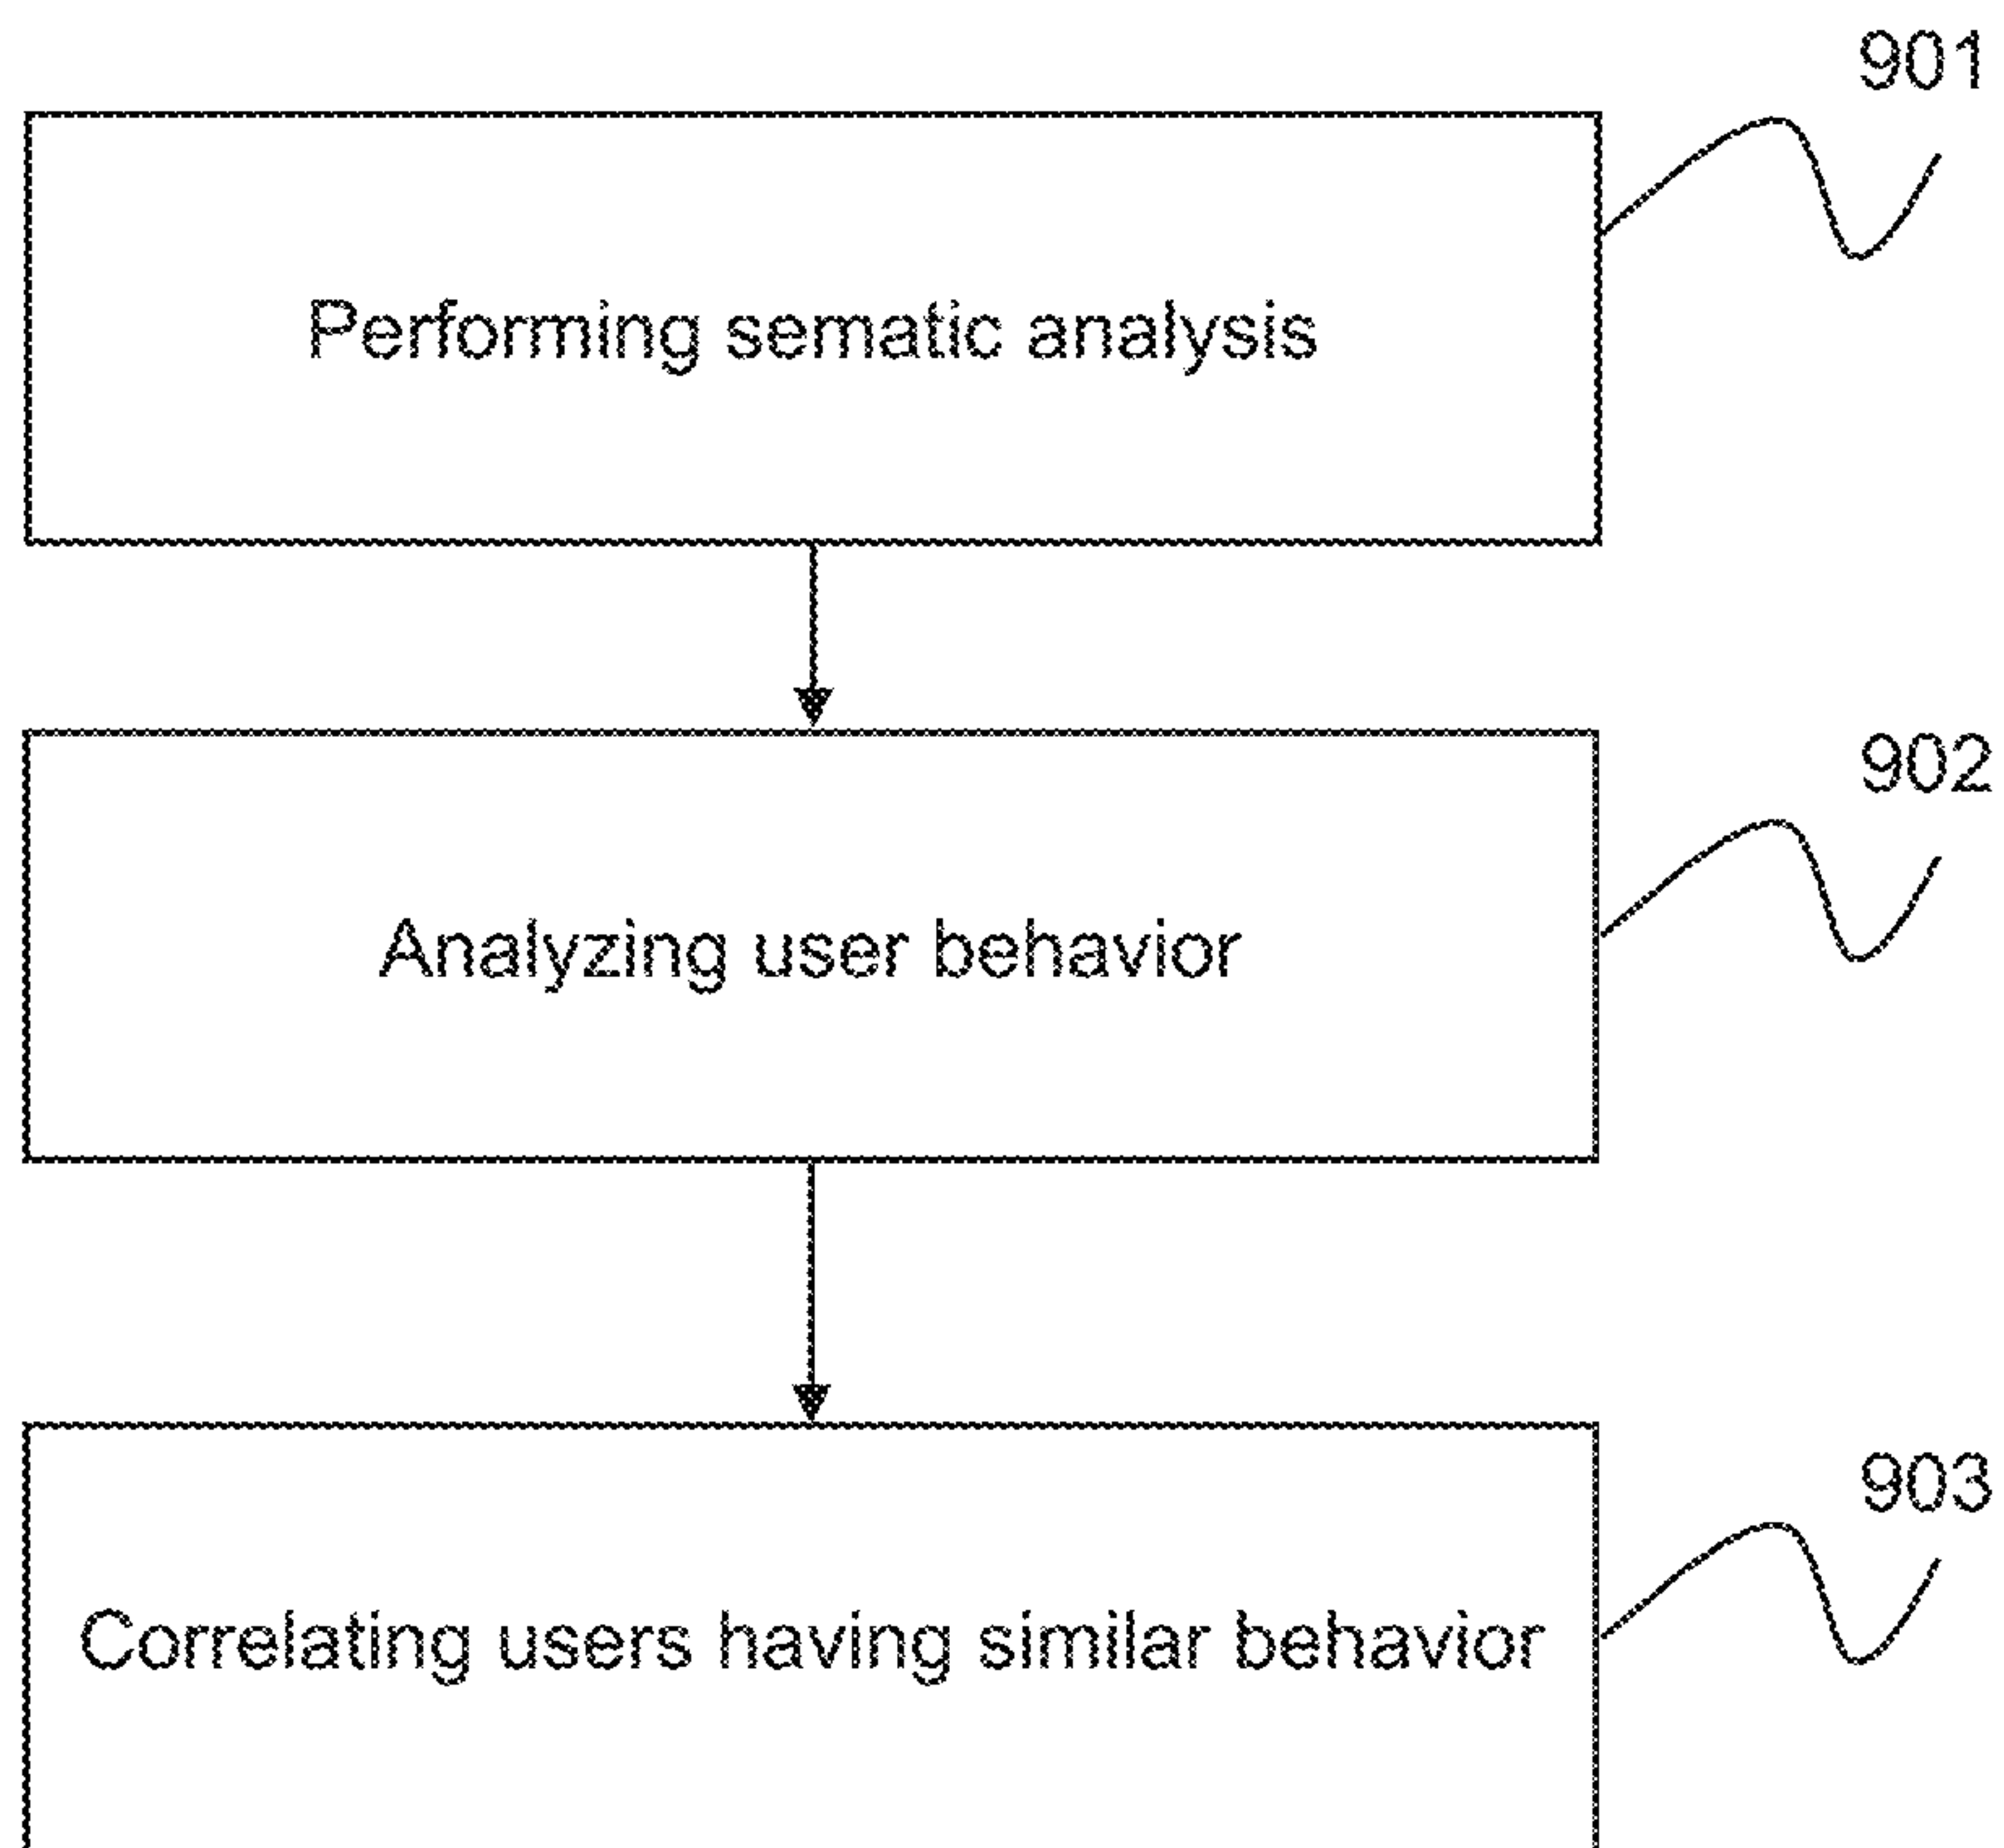 901
Performing sematic analysis
902
Analyzing user behavior
903
Correlating users having similar behavior